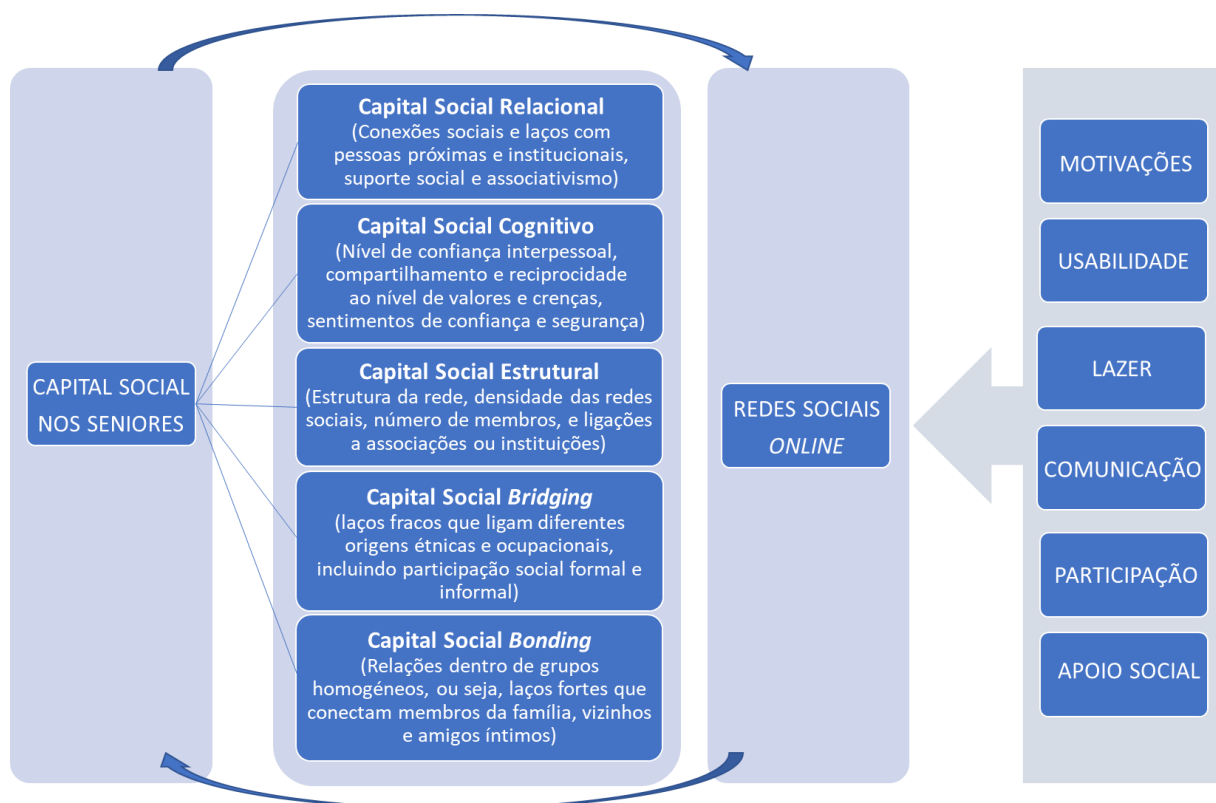 CAPITAL SOCIAL
NOS SENIORES
Capital Social Relacional
(Conexões sociais e laços com
pessoas próximas e institucionais,
suporte social e associativismo)
Capital Social Cognitivo
(Nível de confiança interpessoal,
compartilhamento e reciprocidade
ao nível de valores e crenças,
sentimentos de confiança e segurança)
Capital Social Estrutural
(Estrutura da rede, densidade das redes
sociais, número de membros, e ligações
a associações ou instituições)
Capital Social Bridging
(laços fracos que ligam diferentes
origens étnicas e ocupacionais,
incluindo participação social formal e
informal)
Capital Social Bonding
(Relações dentro de grupos
homogéneos, ou seja, laços fortes que
conectam membros da família, vizinhos
e amigos íntimos)
REDES SOCIAIS
ONLINE
MOTIVAÇÕES
USABILIDADE
LAZER
COMUNICAÇÃO
PARTICIPAÇÃO
APOIO SOCIAL